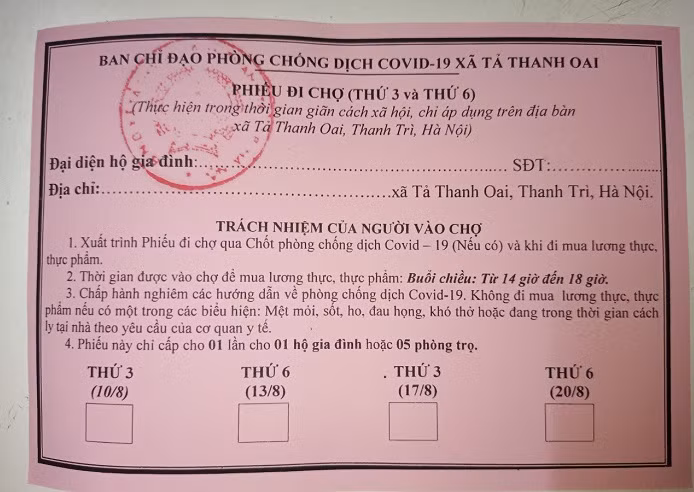 BAN CHỈ ĐẠO PHÒNG CHỐNG DỊCH COVID-19 XÃ TẢ THANH OAI
PHIẾU ĐI CHỢ (THỨ 3 và THỨ 6)
(Thực hiện trong thời gian giãn cách xã hội, chỉ áp dụng trên địa bàn
xã Tả Thanh Oai, Thanh Trì, Hà Nội)
Đại diện hộ gia đình:............................................................ SĐT:......................
Địa chỉ:............................................................xã Tả Thanh Oai, Thanh Trì, Hà Nội.
TRÁCH NHIỆM CỦA NGƯỜI VÀO CHỢ
1. Xuất trình Phiếu đi chợ qua Chốt phòng chống dịch Covid – 19 (Nếu có) và khi đi mua lương thực,
thực phẩm.
2. Thời gian được vào chợ để mua lương thực, thực phẩm: Buổi chiều: Từ 14 giờ đến 18 giờ.
3. Chấp hành nghiêm các hướng dẫn về phòng chống dịch Covid-19. Không đi mua lương thực, thực
phẩm nếu có một trong các biểu hiện: Mệt mỏi, sốt, ho, đau họng, khó thở hoặc đang trong thời gian cách
ly tại nhà theo yêu cầu của cơ quan y tế.
4. Phiếu này chỉ cấp cho 01 lần cho 01 hộ gia đình hoặc 05 phòng trọ.
THỨ 3 THỨ 6 . THỨ 3 THỨ 6
(10/8) (13/8) (17/8) (20/8)